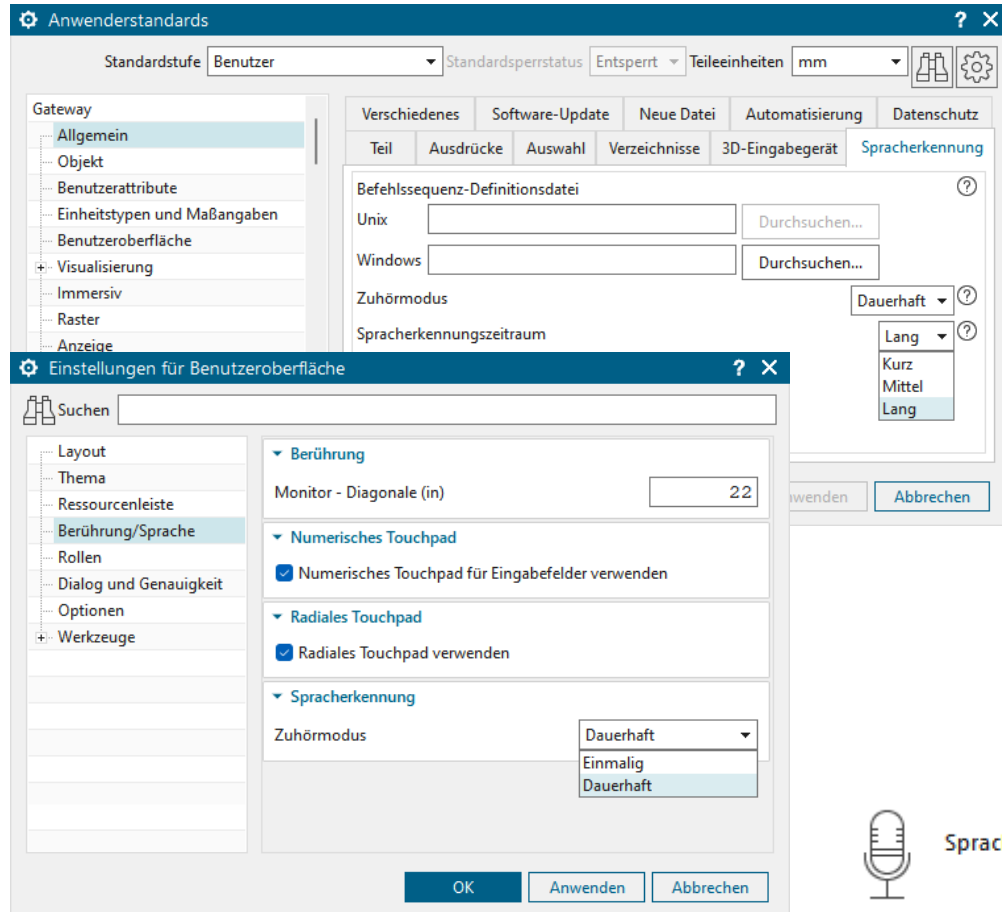 Anwenderstandards ?
Standardstufe Benutzer Standardsperrstatus Entsperrt Teileeinheiten mm
Gateway
Allgemein
Objekt
Benutzerattribute
Einheitstypen und Maßangaben
Benutzeroberfläche
Visualisierung
Immersiv
Raster
Anzeige
Verschiedenes Software-Update Neue Datei Automatisierung Datenschutz
Teil Ausdrücke Auswahl Verzeichnisse 3D-Eingabegerät Spracherkennung
Befehlssequenz-Definitionsdatei ?
Unix Durchsuchen...
Windows Durchsuchen...
Zuhörmodus Dauerhaft ?
Spracherkennungszeitraum Lang ?
Kurz
Mittel
Lang
nwenden Abbrechen
Einstellungen für Benutzeroberfläche ?
Suchen
Layout
Thema
Ressourcenleiste
Berührung/Sprache
Rollen
Dialog und Genauigkeit
Optionen
Werkzeuge
Berührung
Monitor - Diagonale (in) 22
Numerisches Touchpad
Numerisches Touchpad für Eingabefelder verwenden
Radiales Touchpad
Radiales Touchpad verwenden
Spracherkennung
Zuhörmodus Dauerhaft
Einmalig
Dauerhaft
OK Anwenden Abbrechen
Sprac